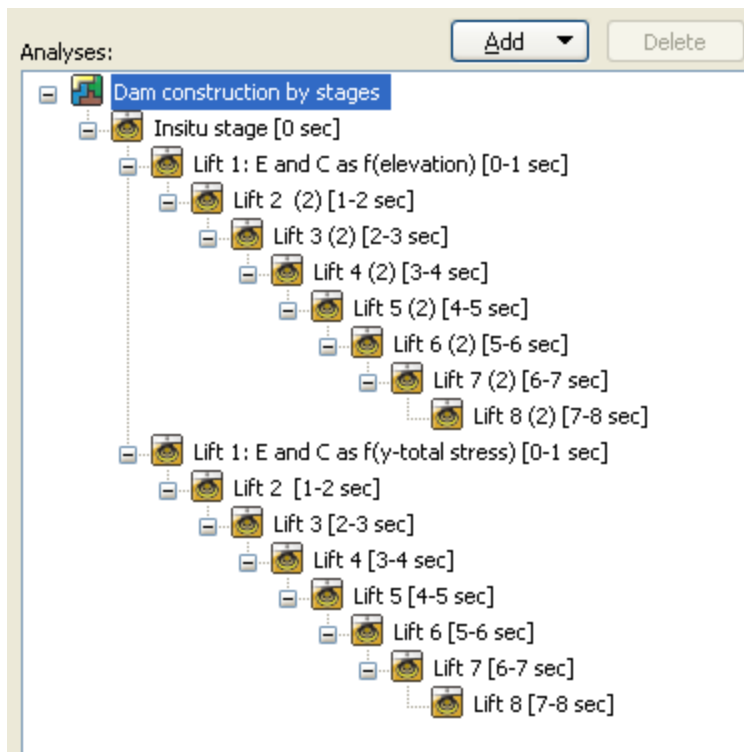 Add Delete
Analyses:
Dam construction by stages
Insitu stage [0 sec]
Lift 1: E and C as f(elevation) [0-1 sec]
Lift 2  (2) [1-2 sec]
Lift 3 (2) [2-3 sec]
Lift 4 (2) [3-4 sec]
Lift 5 (2) [4-5 sec]
Lift 6 (2) [5-6 sec]
Lift 7 (2) [6-7 sec]
Lift 8 (2) [7-8 sec]
Lift 1: E and C as f(y-total stress) [0-1 sec]
Lift 2  [1-2 sec]
Lift 3 [2-3 sec]
Lift 4 [3-4 sec]
Lift 5 [4-5 sec]
Lift 6 [5-6 sec]
Lift 7 [6-7 sec]
Lift 8 [7-8 sec]